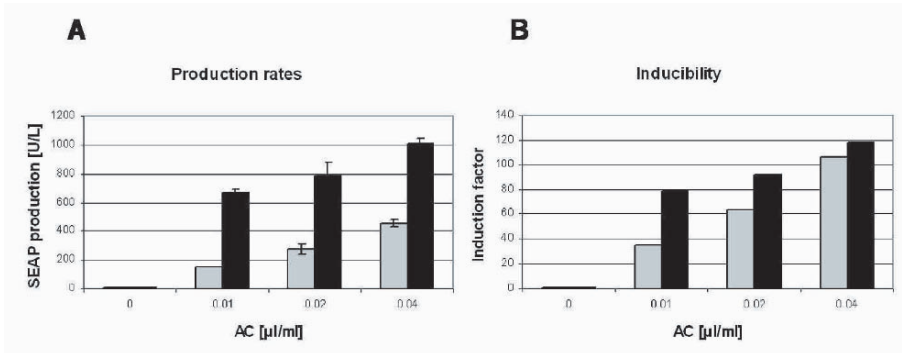 A
Production rates
SEAP production [U/L]
1200
1000
800
600
400
200
0
0
0.01
0.02
0.04
AC [µl/ml]
B
Inducibility
Induction factor
140
120
100
80
60
40
20
0
0
0.01
0.02
0.04
AC [µl/ml]